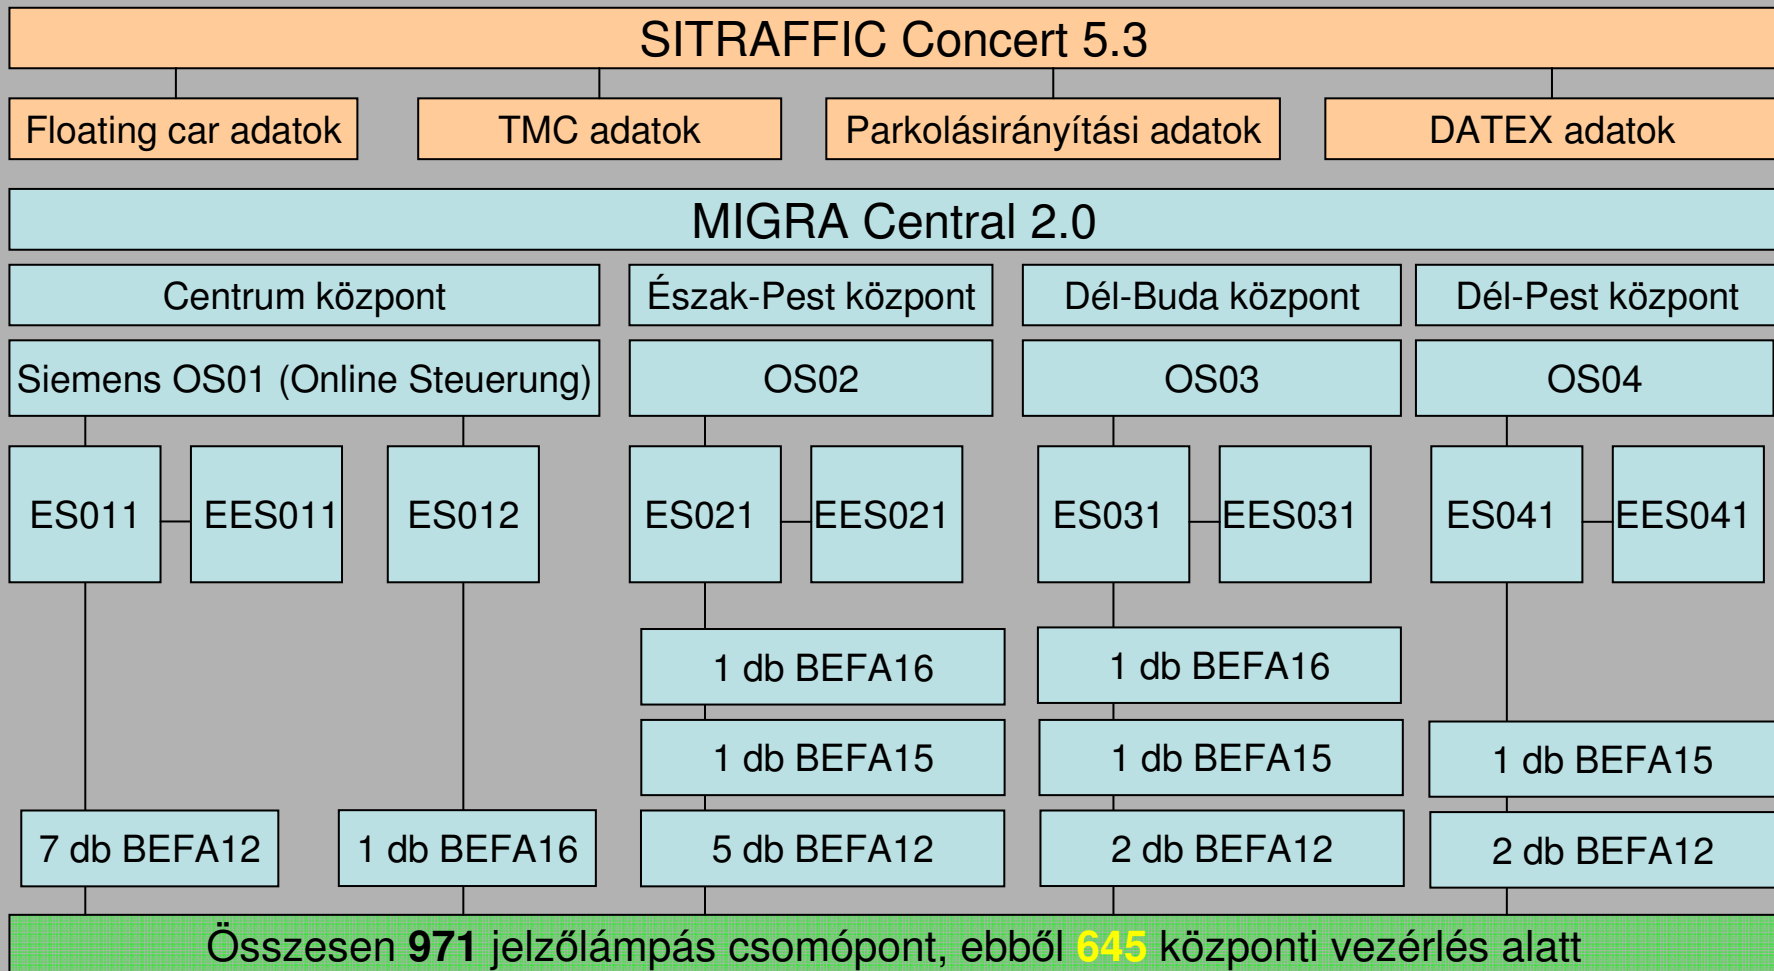 SITRAFFIC Concert 5.3
Floating car adatok
TMC adatok
Parkolásirányítási adatok
DATEX adatok
MIGRA Central 2.0
Centrum központ
Észak-Pest központ
Dél-Buda központ
Dél-Pest központ
Siemens OS01 (Online Steuerung)
OS02
OS03
OS04
ES011
EES011
ES012
ES021
EES021
ES031
EES031
ES041
EES041
1 db BEFA16
1 db BEFA16
1 db BEFA15
1 db BEFA15
1 db BEFA15
7 db BEFA12
1 db BEFA16
5 db BEFA12
2 db BEFA12
2 db BEFA12
Összesen 971 jelzőlámpás csomópont, ebből 645 központi vezérlés alatt